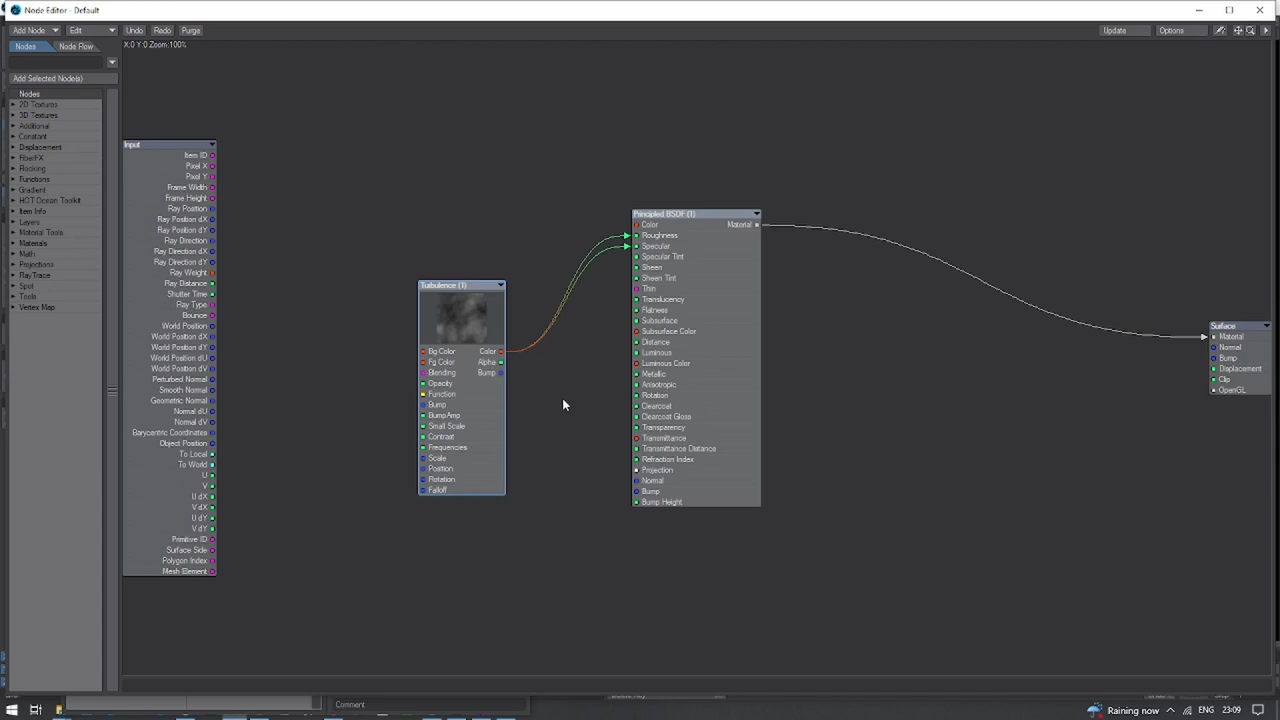 Node Editor - Default
Add Node
Edit
Undo
Redo
Purge
Update
Options
Nodes
Node Flow
X:0 Y:0 Zoom:100%
Add Selected Node(s)
Nodes
2D Textures
3D Textures
Additional
Constant
Displacement
FiberFX
Flocking
Functions
Gradient
HOT Ocean Toolkit
Item Info
Layers
Material Tools
Materials
Math
Projections
RayTrace
Spot
Tools
Vertex Map
Input
Item ID
Pixel X
Pixel Y
Frame Width
Frame Height
Ray Position
Ray Position dX
Ray Position dY
Ray Direction
Ray Direction dX
Ray Direction dY
Ray Weight
Ray Distance
Shutter Time
Ray Type
Bounce
World Position
World Position dX
World Position dY
World Position dU
World Position dV
Perturbed Normal
Smooth Normal
Geometric Normal
Normal dU
Normal dV
Barycentric Coordinates
Object Position
To Local
To World
U
V
U dX
V dX
U dY
V dY
Primitive ID
Surface Side
Polygon Index
Mesh Element
Turbulence (1)
Bg Color Color
Fg Color Alpha
Blending Bump
Opacity
Function
Bump
BumpAmp
Small Scale
Contrast
Frequencies
Scale
Position
Rotation
Falloff
Principled BSDF (1)
Color Material
Roughness
Specular
Specular Tint
Sheen
Sheen Tint
Thin
Translucency
Flatness
Subsurface
Subsurface Color
Distance
Luminous
Luminous Color
Metallic
Anisotropic
Rotation
Clearcoat
Clearcoat Gloss
Transparency
Transmittance
Transmittance Distance
Refraction Index
Projection
Normal
Bump
Bump Height
Surface
Material
Normal
Bump
Displacement
Clip
OpenGL
Comment
Raining now
ENG
23:09